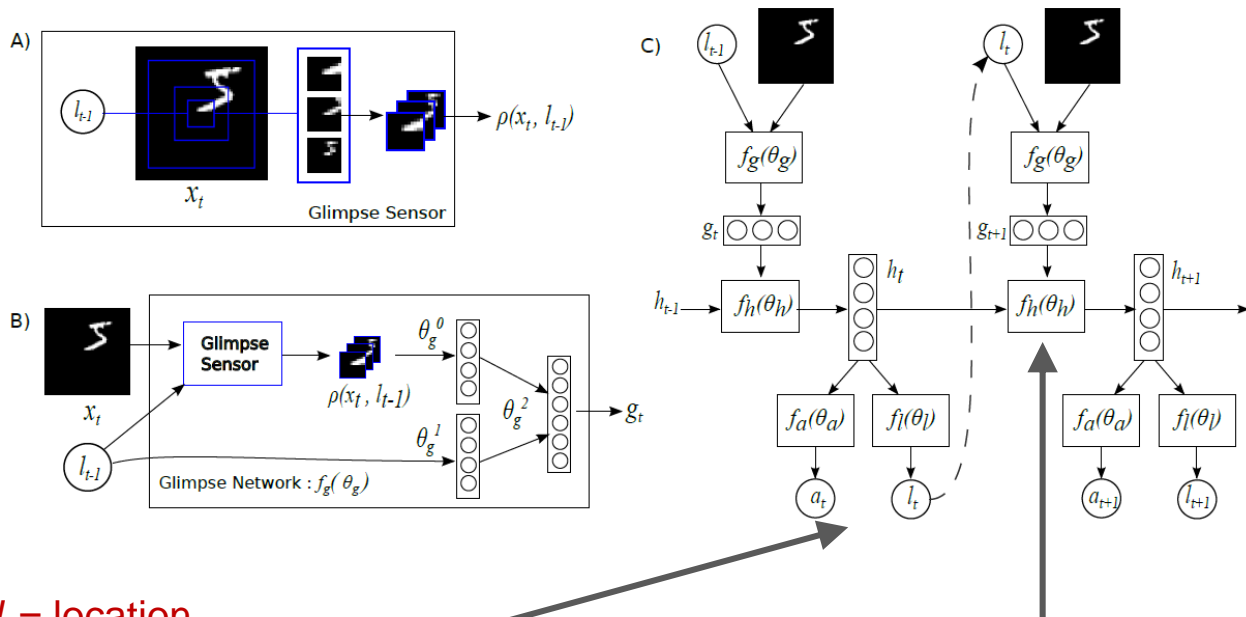 A)
l_{t-1}
x_t
ρ(x_t, l_{t-1})
Glimpse Sensor
B)
x_t
l_{t-1}
Glimpse
Sensor
ρ(x_t, l_{t-1})
θ_g^0
θ_g^1
θ_g^2
g_t
Glimpse Network : f_g( θ_g)
C)
l_{t-1}
l_t
f_g(θ_g)
f_g(θ_g)
g_t
g_{t+1}
h_{t-1}
f_h(θ_h)
h_t
f_h(θ_h)
h_{t+1}
f_a(θ_a)
f_l(θ_l)
f_a(θ_a)
f_l(θ_l)
a_t
l_t
a_{t+1}
l_{t+1}
l = location